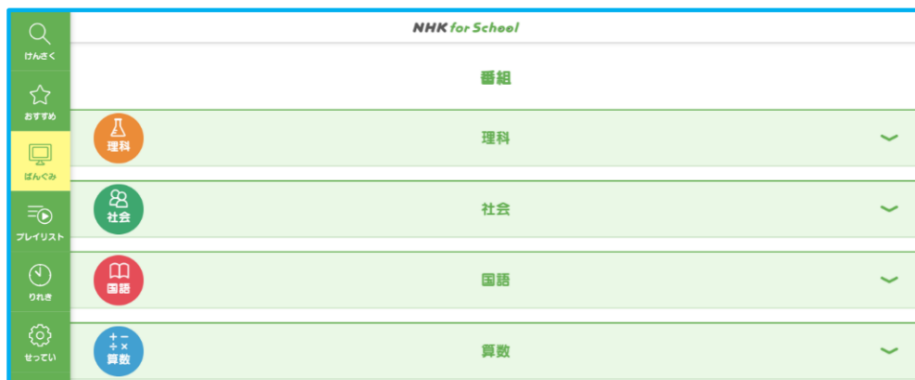 けんさく
おすすめ
ばんぐみ
プレイリスト
りれき
せってい
NHK for School
番組
理科
理科
社会
社会
国語
国語
算数
算数